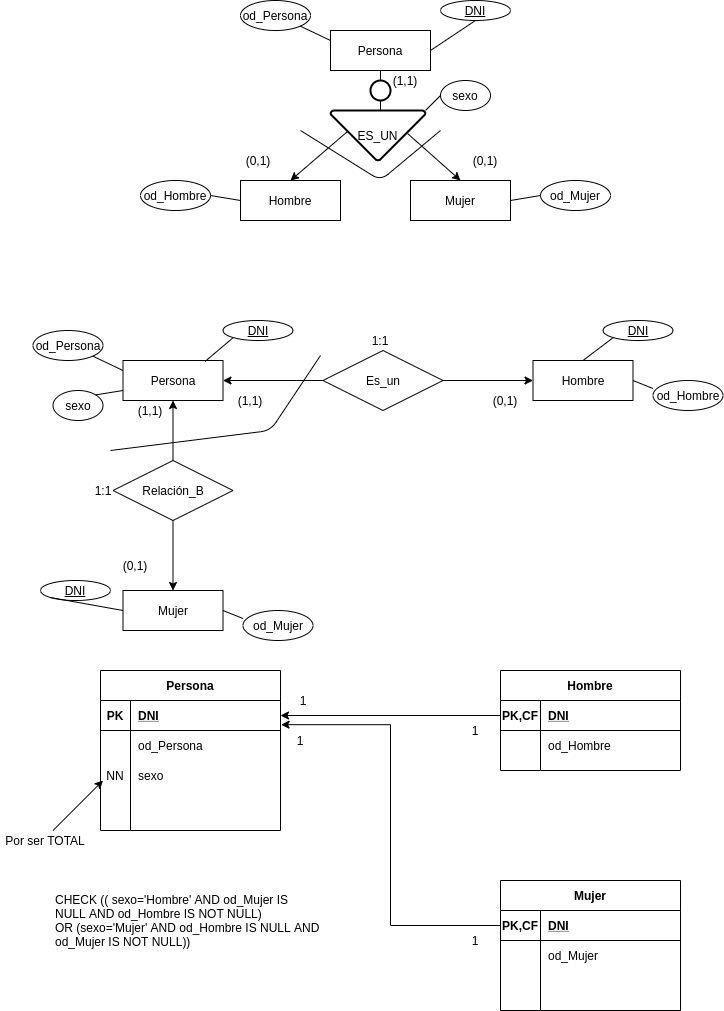 od_Persona
DNI
Persona
(1,1)
sexo
ES_UN
(0,1)
(0,1)
od_Hombre
Hombre
Mujer
od_Mujer
DNI
1:1
DNI
od_Persona
Persona
Es_un
Hombre
sexo
(1,1)
(1,1)
(0,1)
od_Hombre
1:1
Relación_B
(0,1)
DNI
Mujer
od_Mujer
Persona
PK DNI
od_Persona
NN sexo
1
1
1
Hombre
PK,CF DNI
od_Hombre
Por ser TOTAL
CHECK (( sexo='Hombre' AND od_Mujer IS
NULL AND od_Hombre IS NOT NULL)
OR (sexo='Mujer' AND od_Hombre IS NULL AND
od_Mujer IS NOT NULL))
Mujer
PK,CF DNI
1
od_Mujer